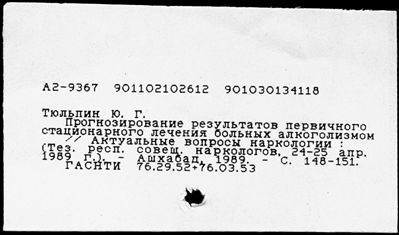 А2-9367 901102102612 901030134118
Тюльпин Ю. Г.
Прогнозирование результатов первичного
стационарного лечения больных алкоголизмом
// Актуальные вопросы наркологии :
(Тез. респ. совещ. наркологов, 24-25 апр.
1989 г.). - Ашхабад, 1989. - С. 148-151.
ГАСНТИ 76.29.52+76.03.53